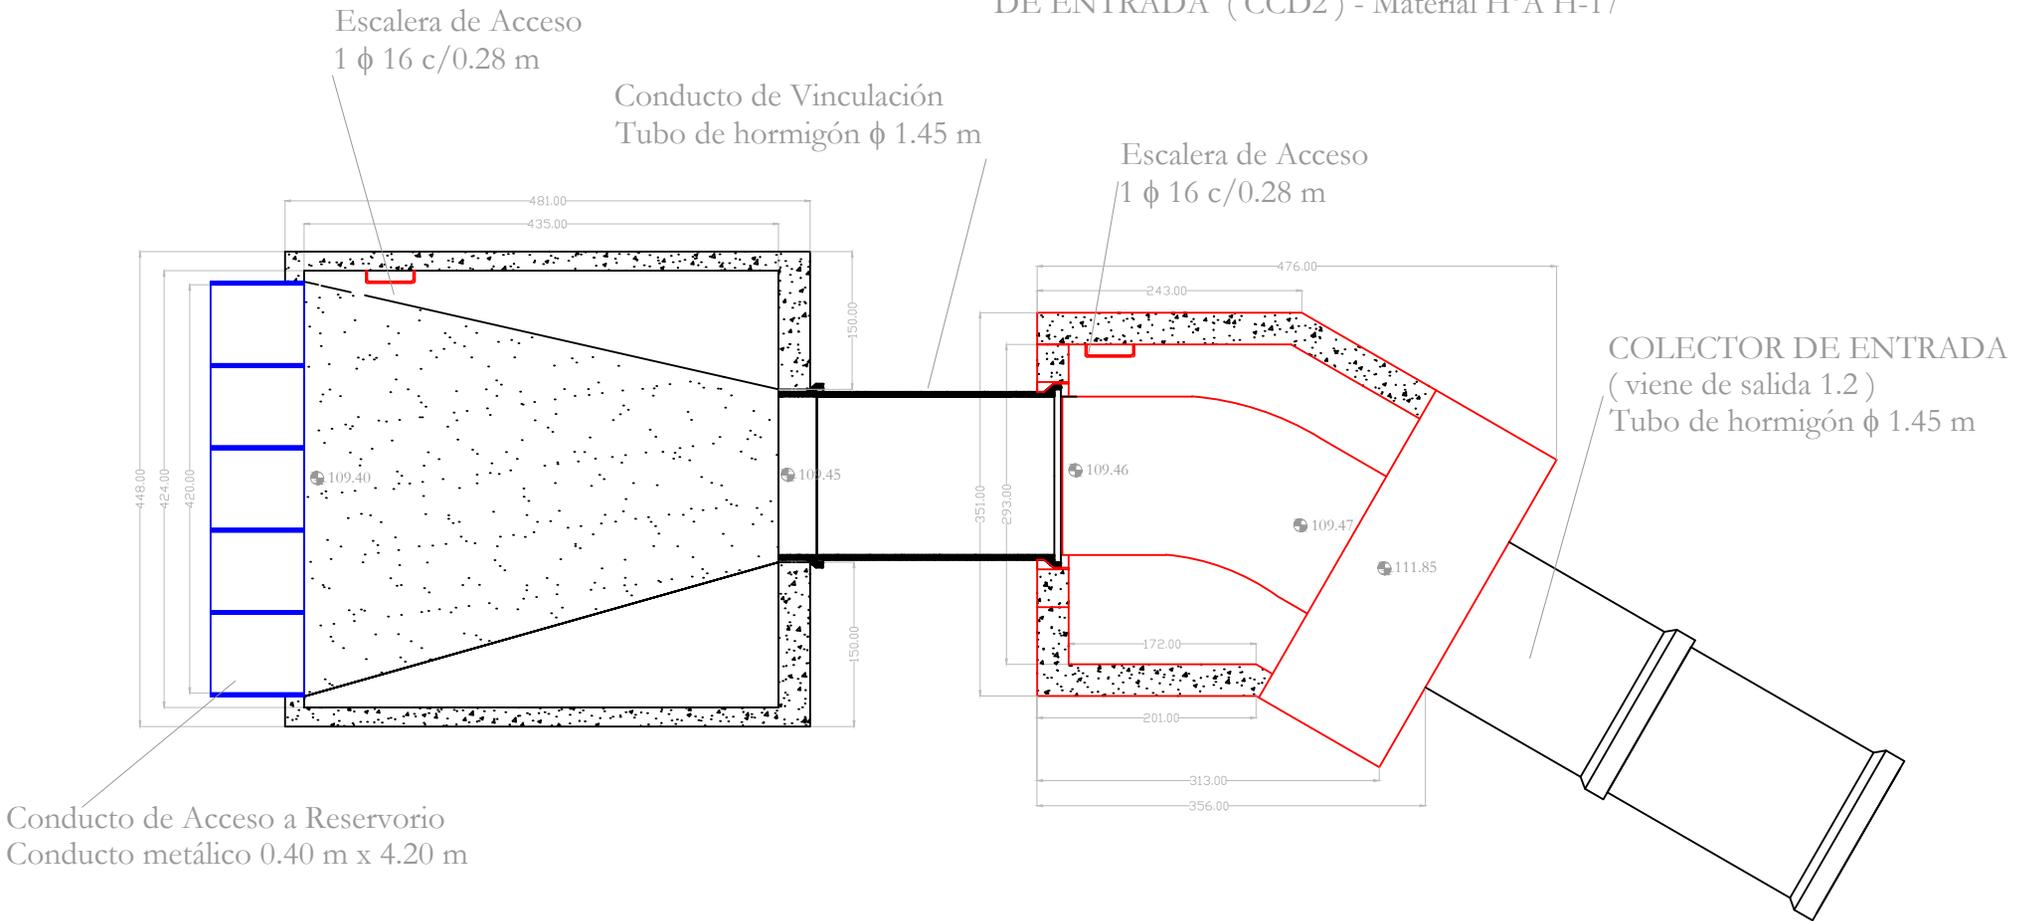 DE ENTRADA ( CCD2 ) - Material HºA H-17
Escalera de Acceso
1 ϕ 16 c/0.28 m
Conducto de Vinculación
Tubo de hormigón ϕ 1.45 m
Escalera de Acceso
1 ϕ 16 c/0.28 m
481.00
435.00
476.00
243.00
150.00
COLECTOR DE ENTRADA
( viene de salida 1.2 )
Tubo de hormigón ϕ 1.45 m
448.00
424.00
420.00
109.40
109.45
351.00
293.00
109.46
109.47
111.85
150.00
172.00
201.00
313.00
356.00
Conducto de Acceso a Reservorio
Conducto metálico 0.40 m x 4.20 m